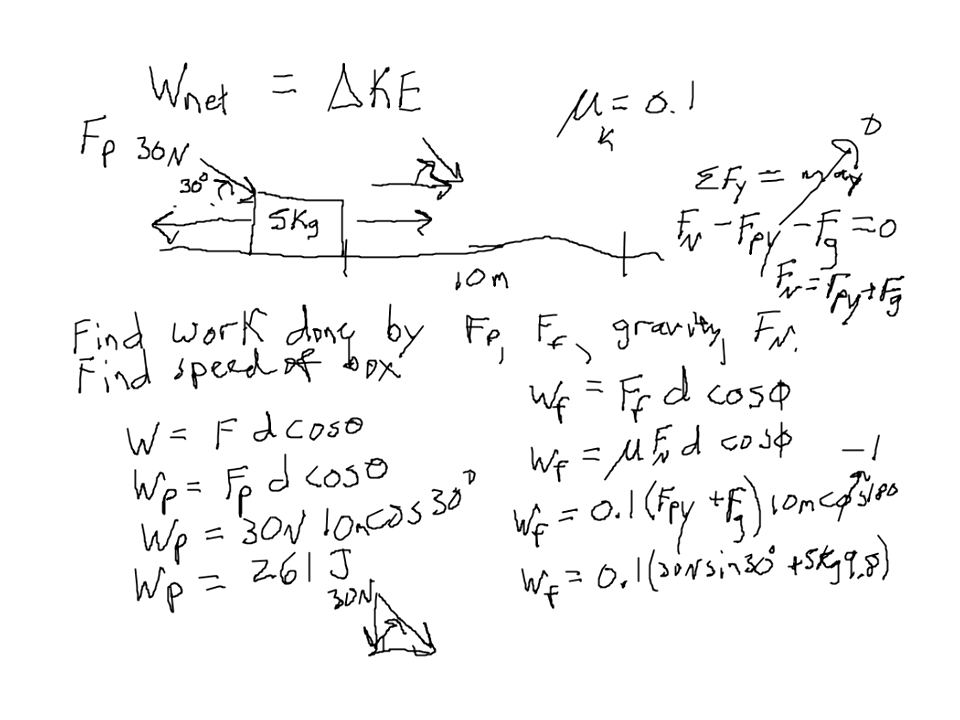 Wnet = ΔKE
μk = 0.1
Fp 30N
30°
5kg
10m
0
ΣFy = may
FN - Fpy - Fg = 0
FN = Fpy + Fg
Find work done by Fp, Ff, gravity, FN.
Find speed of box
W = F d cosθ
Wp = Fp d cosθ
Wp = 30N 10m cos 30°
Wp = 261 J
30N
Wf = Ff d cosϕ
Wf = μ FN d cosϕ
-1
Wf = 0.1(Fpy + Fg) 10m cos 180
Wf = 0.1(30N sin30° + 5kg 9.8)